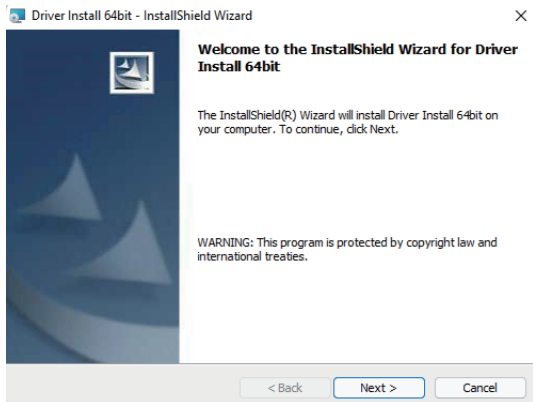 Driver Install 64bit - InstallShield Wizard
Welcome to the InstallShield Wizard for Driver
Install 64bit
The InstallShield(R) Wizard will install Driver Install 64bit on
your computer. To continue, click Next.
WARNING: This program is protected by copyright law and
international treaties.
< Back
Next >
Cancel